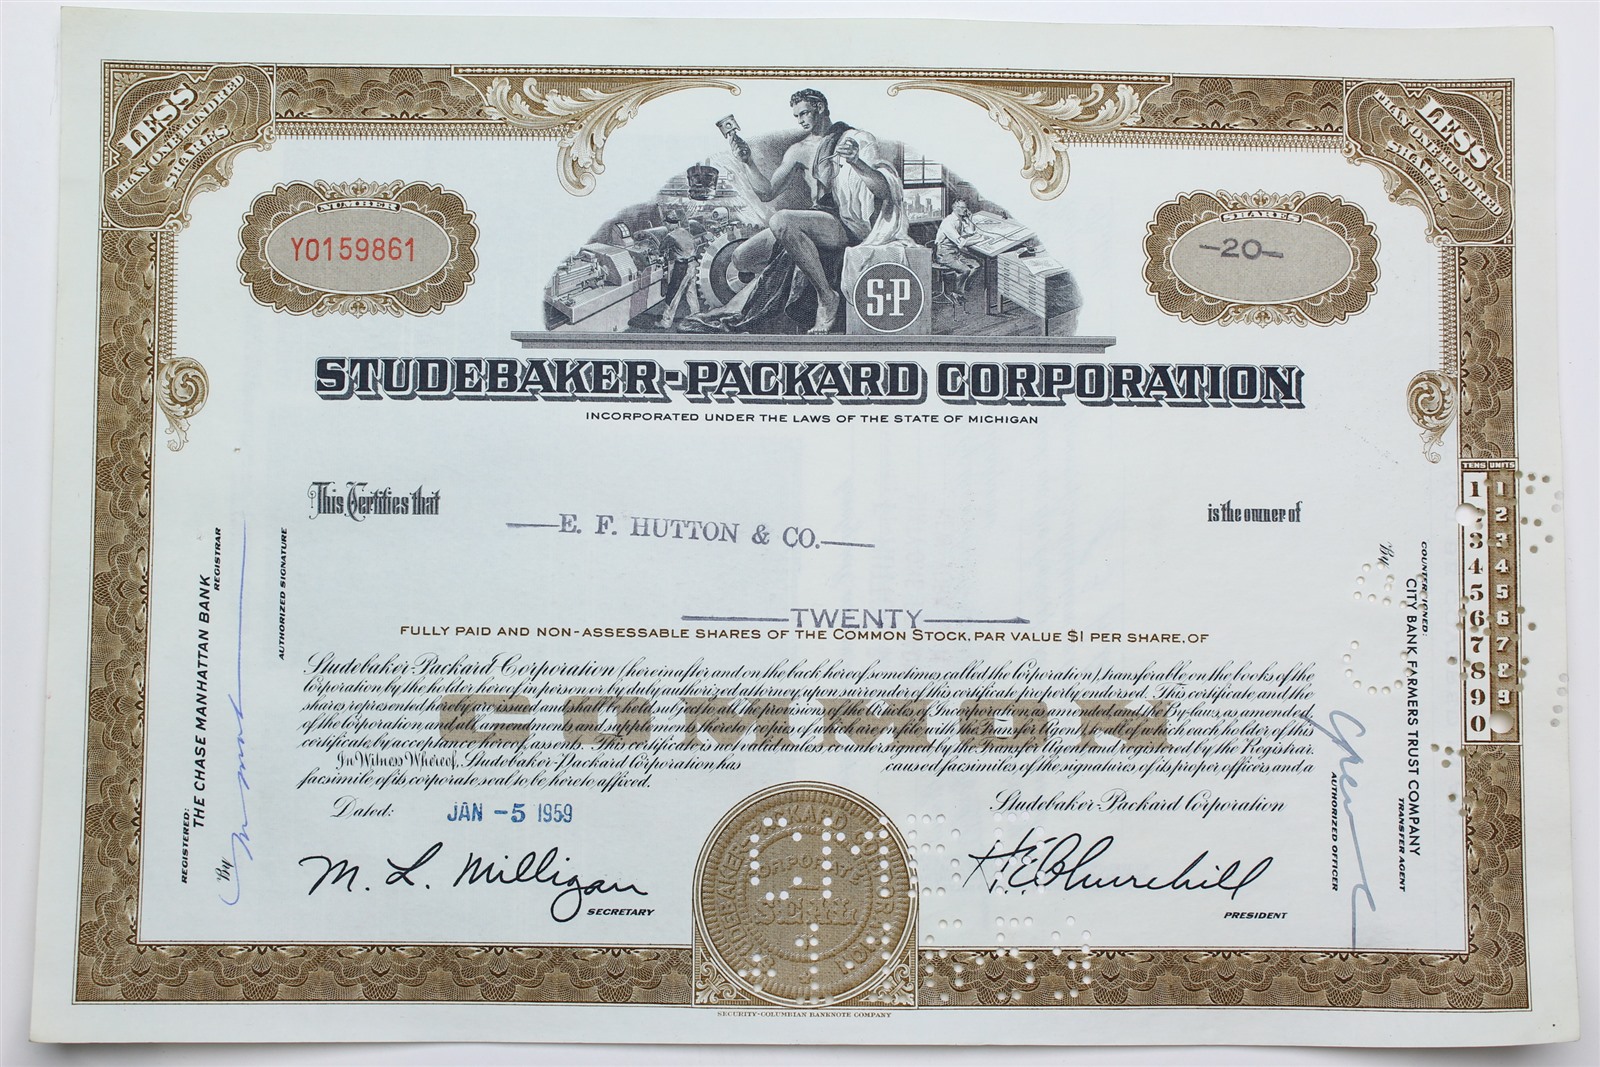 LESS
THAN ONE HUNDRED
SHARES
LESS
THAN ONE HUNDRED
SHARES
NUMBER
Y0159861
SHARES
—20—
S-P
STUDEBAKER-PACKARD CORPORATION
INCORPORATED UNDER THE LAWS OF THE STATE OF MICHIGAN
This Certifies that
is the owner of
E. F. HUTTON & CO.
TWENTY
FULLY PAID AND NON-ASSESSABLE SHARES OF THE COMMON STOCK, PAR VALUE $1 PER SHARE, OF
COMMON
Studebaker-Packard Corporation (hereinafter and on the back hereof sometimes called the Corporation), transferable on the books of the
Corporation by the holder hereof in person or by duly authorized attorney, upon surrender of this certificate properly endorsed. This certificate and the
shares represented hereby are issued and shall be held subject to all the provisions of the Articles of Incorporation, as amended, and the By-laws, as amended,
of the Corporation and all amendments and supplements thereto, copies of which are on file with the Transfer Agent, to all of which each holder of this
certificate, by acceptance hereof, assents. This certificate is not valid unless countersigned by the Transfer Agent and registered by the Registrar.
In Witness Whereof, Studebaker-Packard Corporation, has caused facsimiles of the signatures of its proper officers, and a
facsimile of its corporate seal to be hereto affixed.
Dated:
JAN -5 1959
Studebaker-Packard Corporation
M. L. Milligan
SECRETARY
H E Churchill
PRESIDENT
STUDEBAKER-PACKARD CORPORATION
CORPORATE
SEAL
SECURITY-COLUMBIAN BANKNOTE COMPANY
REGISTERED:
THE CHASE MANHATTAN BANK
REGISTRAR
By
AUTHORIZED SIGNATURE
COUNTERSIGNED:
CITY BANK FARMERS TRUST COMPANY
TRANSFER AGENT
By
AUTHORIZED OFFICER
TENS UNITS
1 1
2
3 3
4 4
5 5
6 6
7 7
8 8
9 9
0